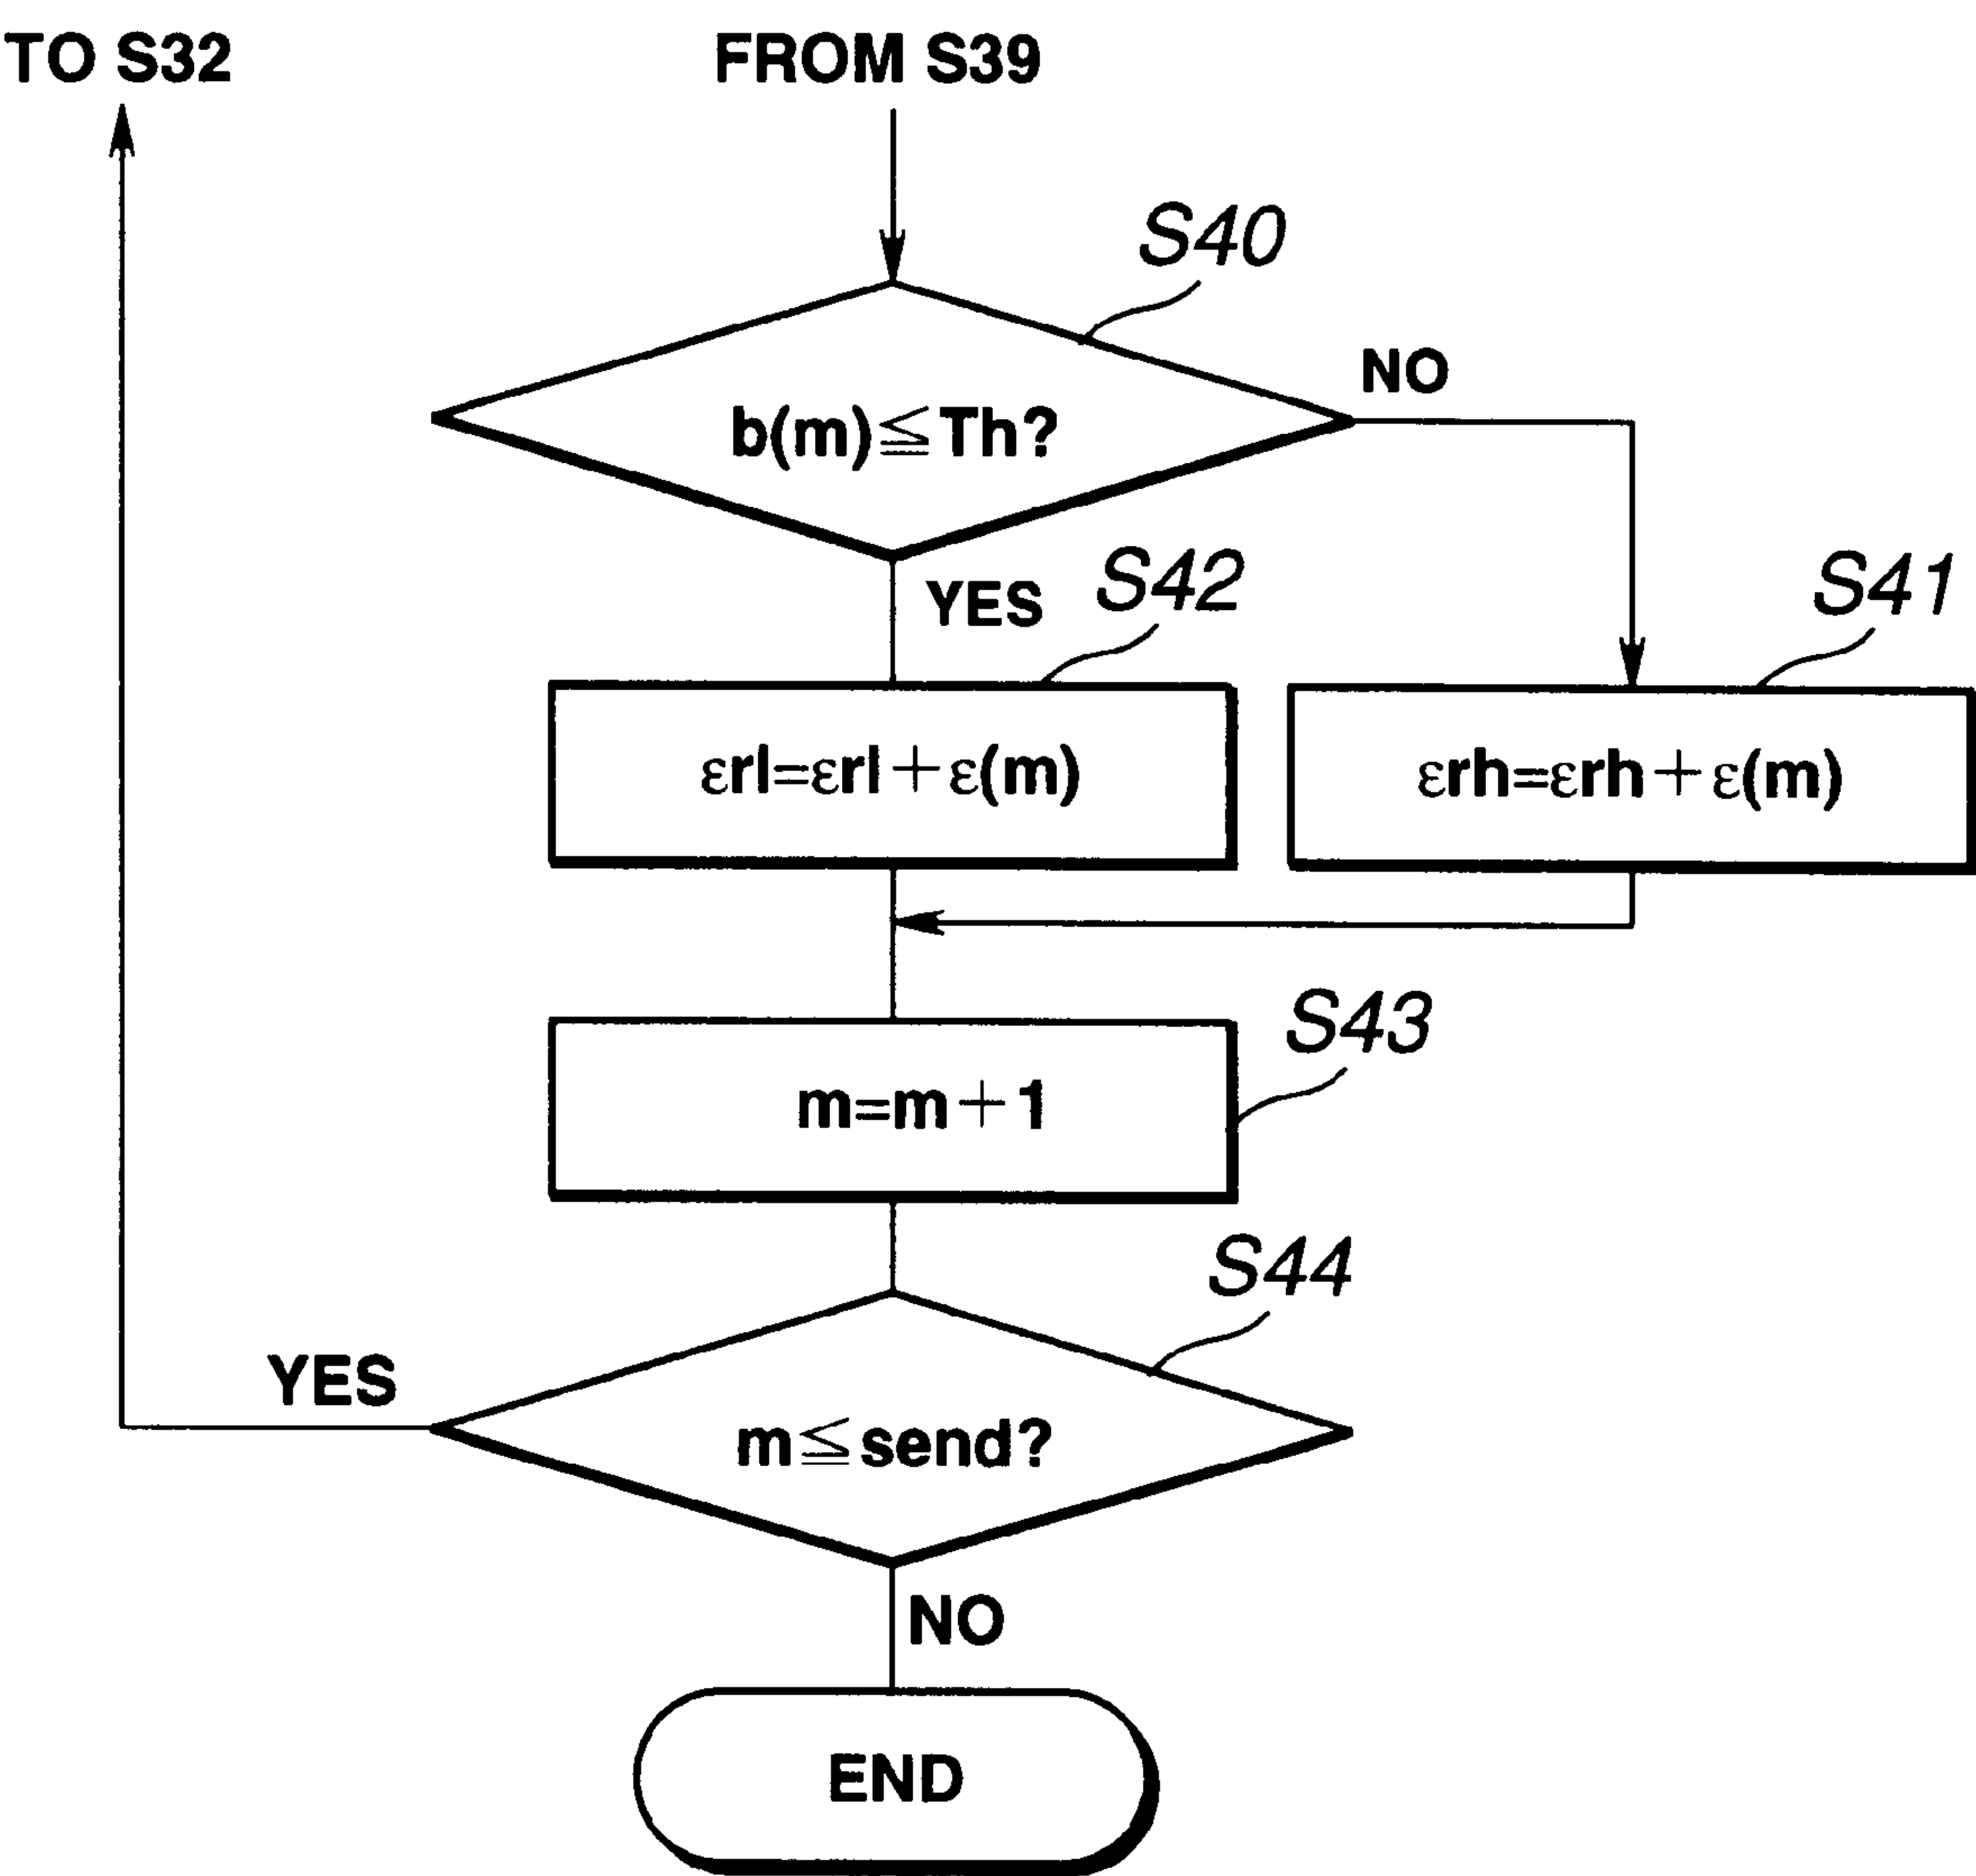 TO S32
FROM S39
S40
b(m)≦Th?
NO
YES
S42
S41
εrl=εrl+ε(m)
εrh=εrh+ε(m)
S43
m=m+1
S44
YES
m≦send?
NO
END